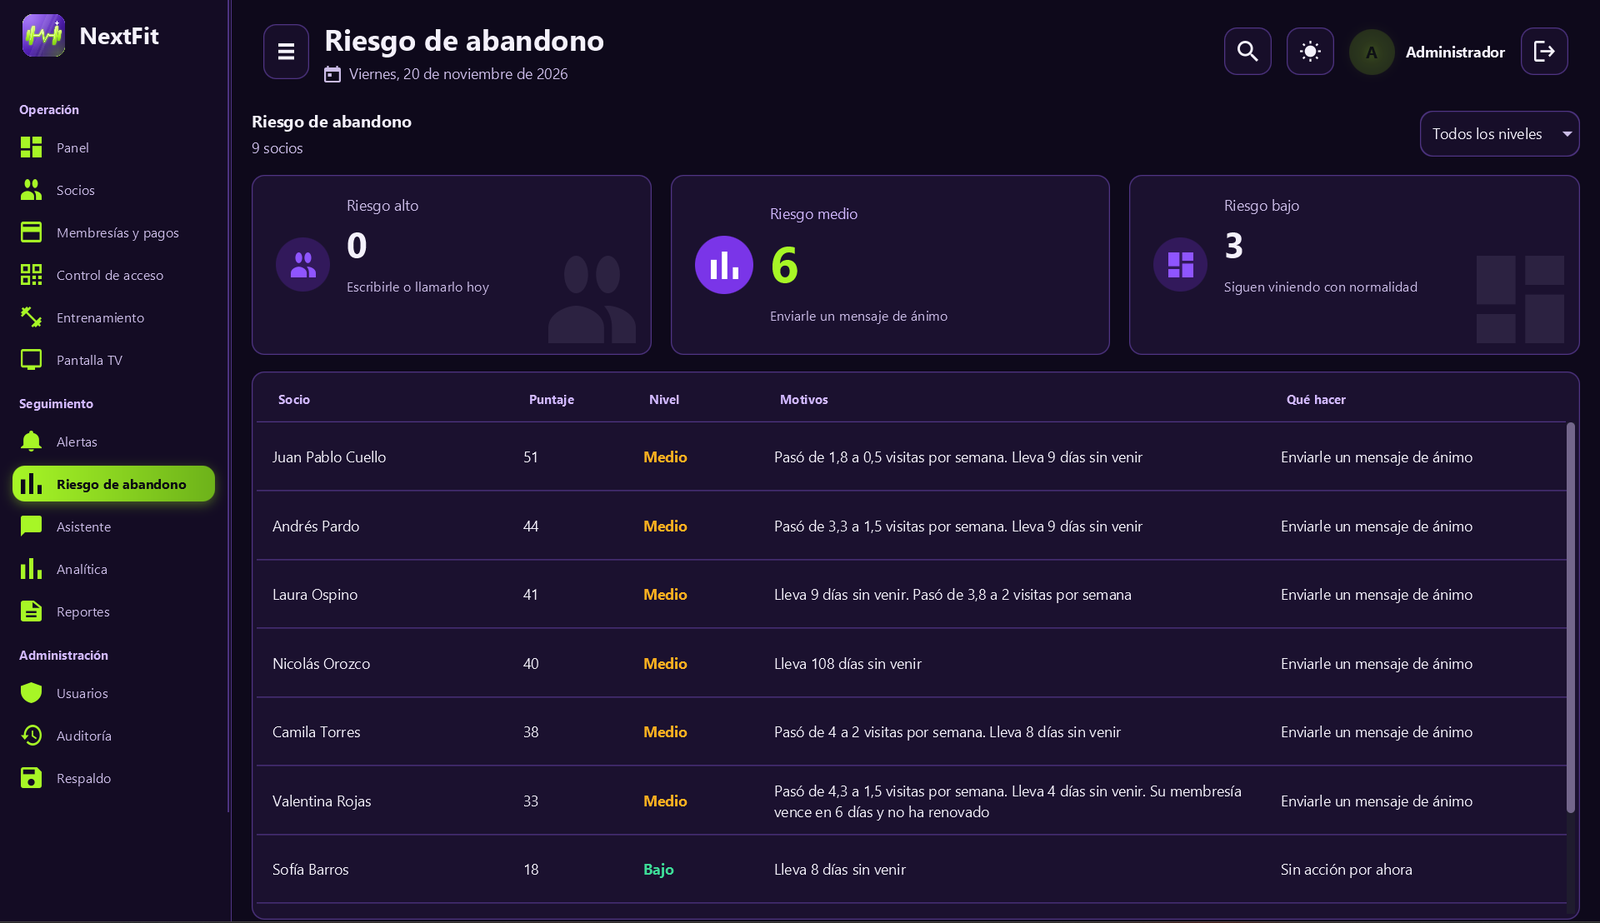 NextFit
Operación
Panel
Socios
Membresías y pagos
Control de acceso
Entrenamiento
Pantalla TV
Seguimiento
Alertas
Riesgo de abandono
Asistente
Analítica
Reportes
Administración
Usuarios
Auditoría
Respaldo
Riesgo de abandono
Viernes, 20 de noviembre de 2026
A
Administrador
Riesgo de abandono
9 socios
Todos los niveles
Riesgo alto
0
Escribirle o llamarlo hoy
Riesgo medio
6
Enviarle un mensaje de ánimo
Riesgo bajo
3
Siguen viniendo con normalidad
Socio Puntaje Nivel Motivos Qué hacer
Juan Pablo Cuello 51 Medio Pasó de 1,8 a 0,5 visitas por semana. Lleva 9 días sin venir Enviarle un mensaje de ánimo
Andrés Pardo 44 Medio Pasó de 3,3 a 1,5 visitas por semana. Lleva 9 días sin venir Enviarle un mensaje de ánimo
Laura Ospino 41 Medio Lleva 9 días sin venir. Pasó de 3,8 a 2 visitas por semana Enviarle un mensaje de ánimo
Nicolás Orozco 40 Medio Lleva 108 días sin venir Enviarle un mensaje de ánimo
Camila Torres 38 Medio Pasó de 4 a 2 visitas por semana. Lleva 8 días sin venir Enviarle un mensaje de ánimo
Valentina Rojas 33 Medio Pasó de 4,3 a 1,5 visitas por semana. Lleva 4 días sin venir. Su membresía
vence en 6 días y no ha renovado Enviarle un mensaje de ánimo
Sofía Barros 18 Bajo Lleva 8 días sin venir Sin acción por ahora